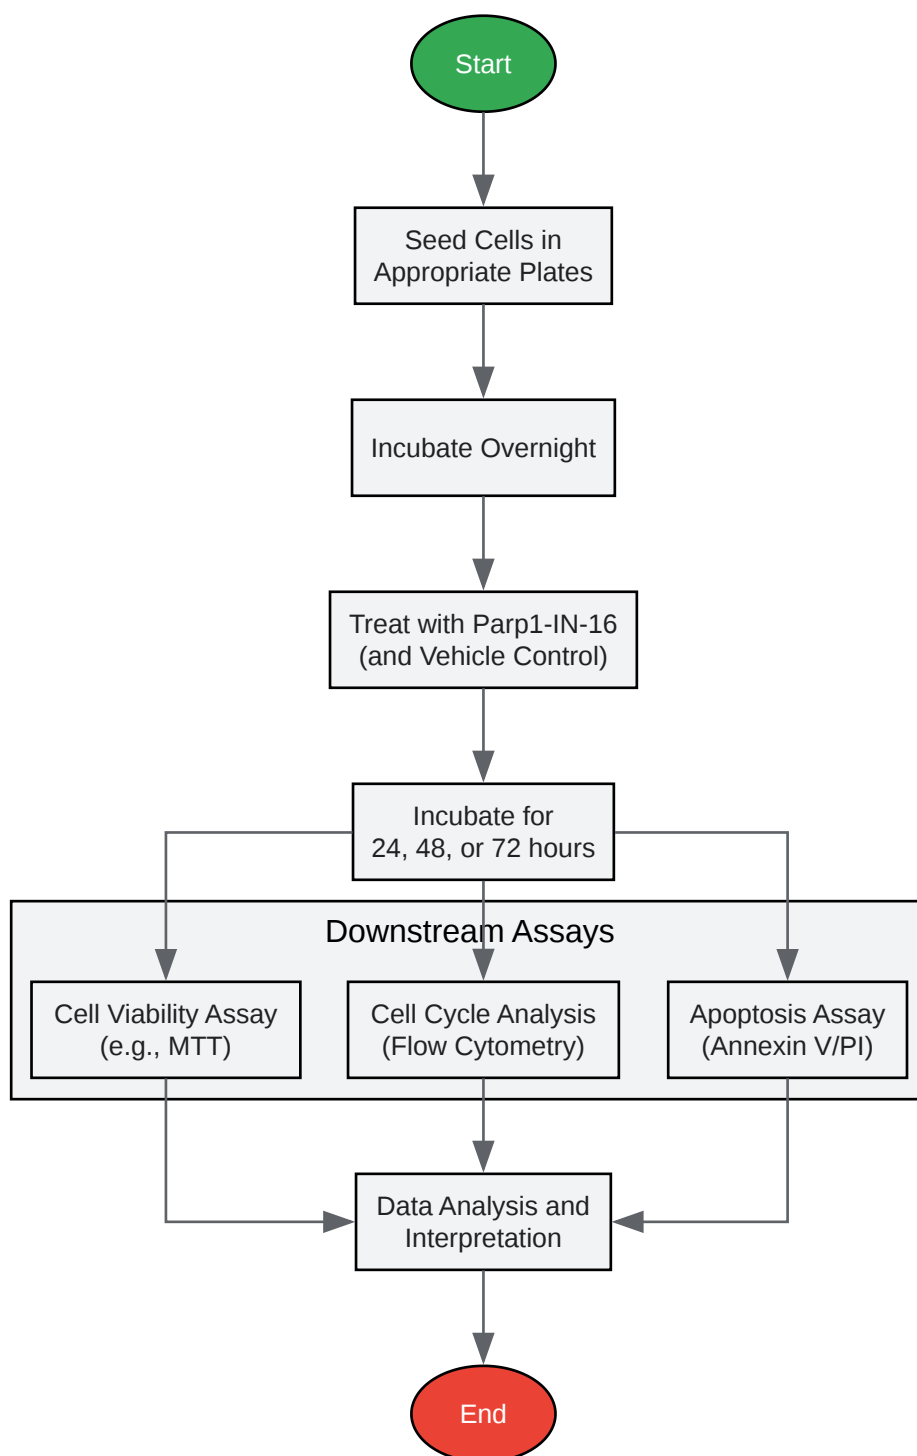 Start
Seed Cells in
Appropriate Plates
Incubate Overnight
Treat with Parp1-IN-16
(and Vehicle Control)
Incubate for
24, 48, or 72 hours
Downstream Assays
Cell Viability Assay
(e.g., MTT)
Cell Cycle Analysis
(Flow Cytometry)
Apoptosis Assay
(Annexin V/PI)
Data Analysis and
Interpretation
End